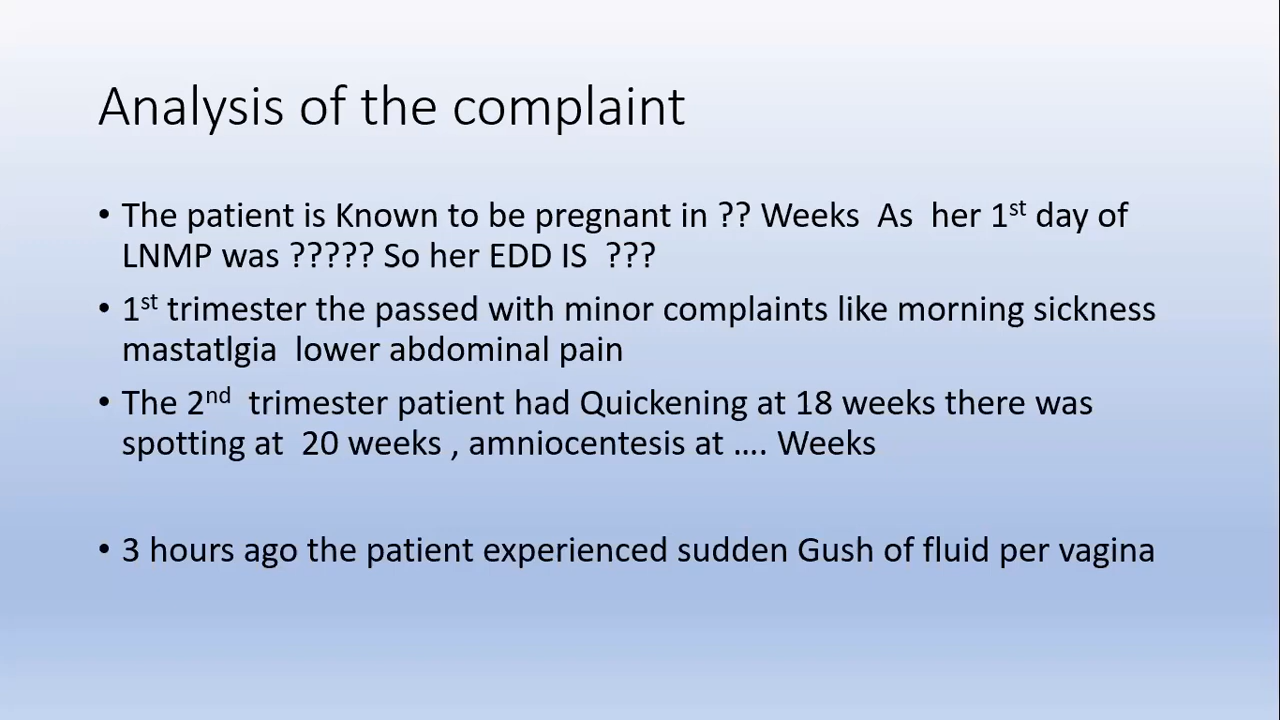 Analysis of the complaint
• The patient is Known to be pregnant in ?? Weeks As her 1st day of
LNMP was ????? So her EDD IS ???
• 1st trimester the passed with minor complaints like morning sickness
mastatlgia lower abdominal pain
• The 2nd trimester patient had Quickening at 18 weeks there was
spotting at 20 weeks , amniocentesis at …. Weeks
• 3 hours ago the patient experienced sudden Gush of fluid per vagina